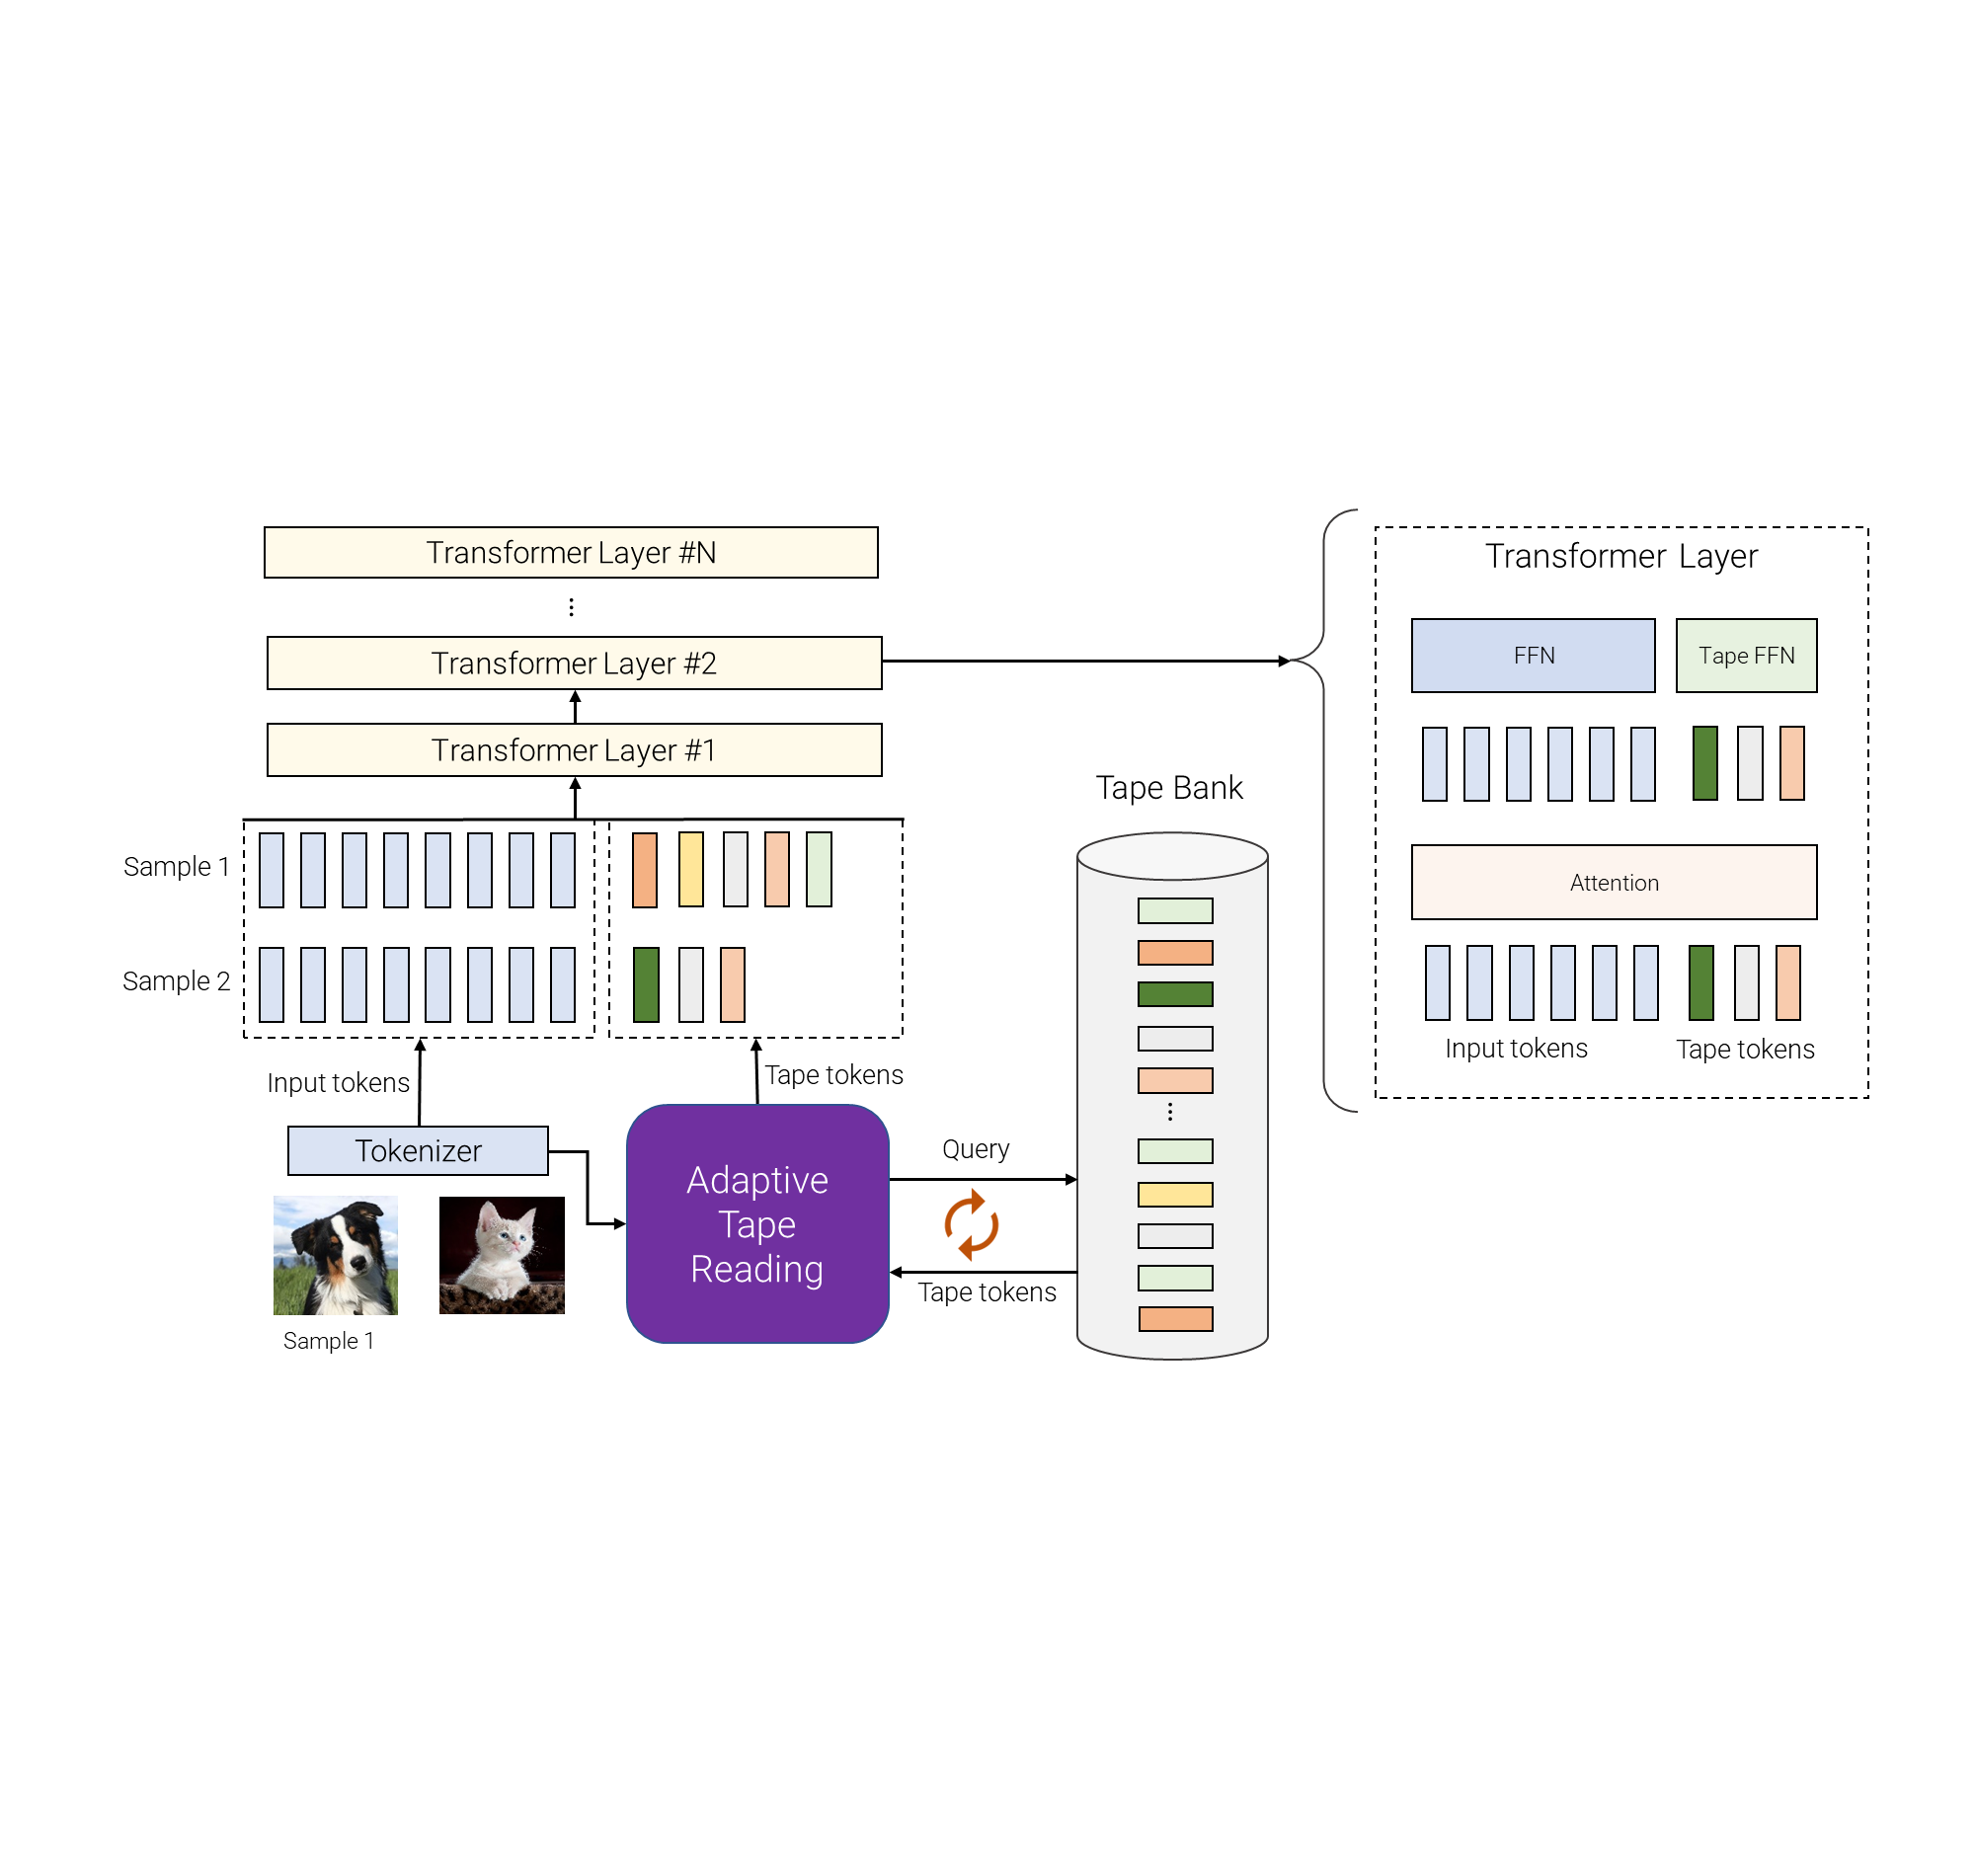 Transformer Layer #N
⋮
Transformer Layer #2
Transformer Layer #1
Sample 1
Sample 2
Input tokens
Tape tokens
Tokenizer
Sample 1
Adaptive
Tape
Reading
Query
Tape tokens
Tape Bank
⋮
Transformer Layer
FFN
Tape FFN
Attention
Input tokens
Tape tokens